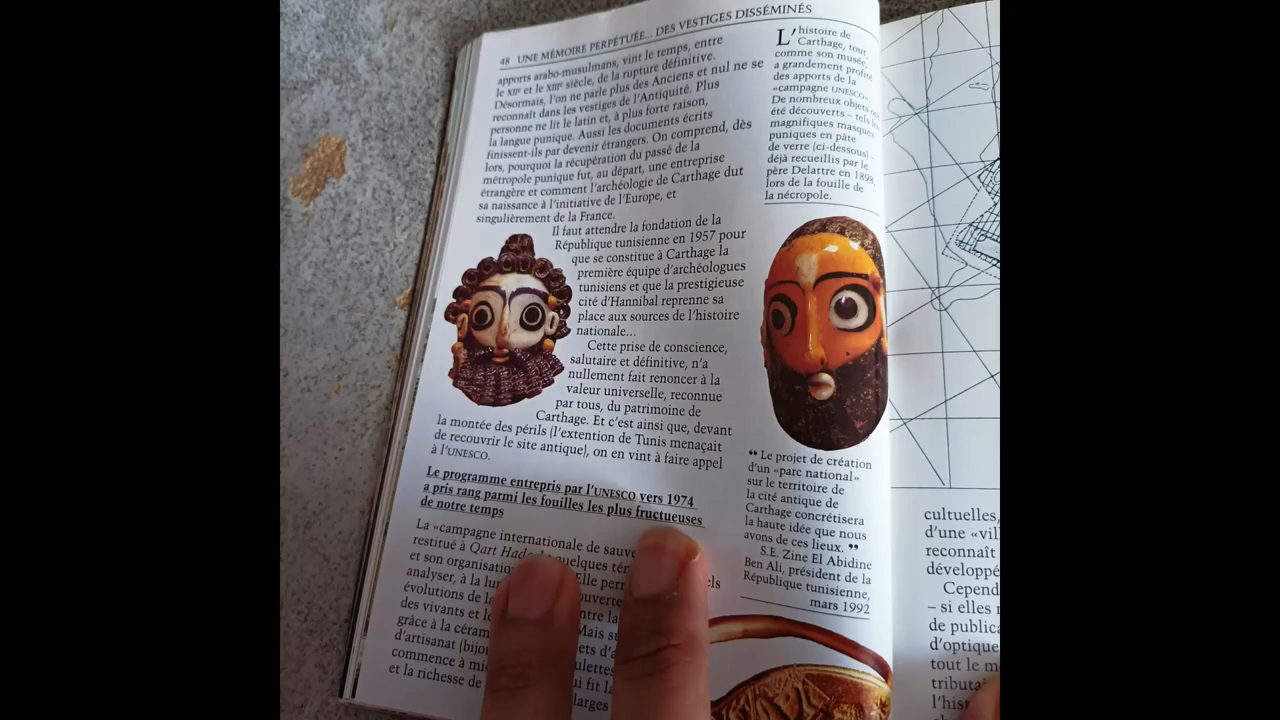 48 UNE MÉMOIRE PERPÉTUÉE... DES VESTIGES DISSÉMINÉS
apports arabo-musulmans, vint le temps, entre
le XIIe et le XIIIe siècle, de la rupture définitive.
Désormais, l'on ne parle plus des Anciens et nul ne se
reconnaît dans les vestiges de l'Antiquité. Plus
personne ne lit le latin et, à plus forte raison,
la langue punique. Aussi les documents écrits
finissent-ils par devenir étrangers. On comprend, dès
lors, pourquoi la récupération du passé de la
métropole punique fut, au départ, une entreprise
étrangère et comment l'archéologie de Carthage dut
sa naissance à l'initiative de l'Europe, et
singulièrement de la France.
Il faut attendre la fondation de la
République tunisienne en 1957 pour
que se constitue à Carthage la
première équipe d'archéologues
tunisiens et que la prestigieuse
cité d'Hannibal reprenne sa
place aux sources de l'histoire
nationale...
Cette prise de conscience,
salutaire et définitive, n'a
nullement fait renoncer à la
valeur universelle, reconnue
par tous, du patrimoine de
Carthage. Et c'est ainsi que, devant
la montée des périls (l'extention de Tunis menaçait
de recouvrir le site antique), on en vint à faire appel
à l'UNESCO.
Le programme entrepris par l'UNESCO vers 1974
a pris rang parmi les fouilles les plus fructueuses
de notre temps
La «campagne internationale de
restitué à Qart quelques
et son organisation Elle
analyser, à la
évolutions de la entre la
des vivants et Mais
grâce à la
d'artisanat
commence à qui fit
et la richesse de larges
L'histoire de
Carthage, tout
comme son musée,
a grandement profité
des apports de la
«campagne UNESCO».
De nombreux objets
été découverts – tels
magnifiques masques
puniques en pâte
de verre (ci-dessous) –
déjà recueillis par le
père Delattre en 1898,
lors de la fouille de
la nécropole.
❝ Le projet de création
d'un «parc national»
sur le territoire de
la cité antique de
Carthage concrétisera
la haute idée que nous
avons de ces lieux. ❞
S.E. Zine El Abidine
Ben Ali, président de la
République tunisienne,
mars 1992
cultuelles,
d'une
reconnaît
développé
– si elles
de
d'optique
tout le